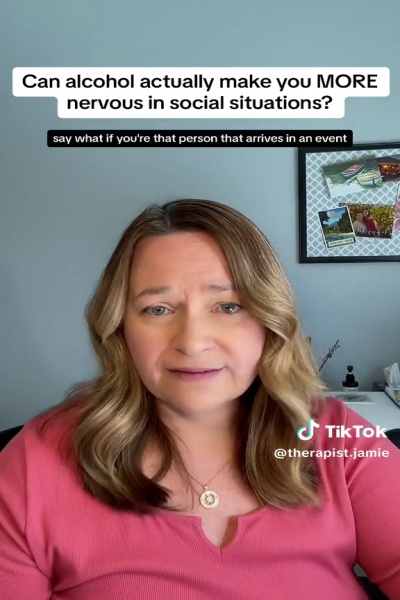 Can alcohol actually make you MORE
nervous in social situations?
say what if you're that person that arrives in an event
TikTok
@therapist.jamie